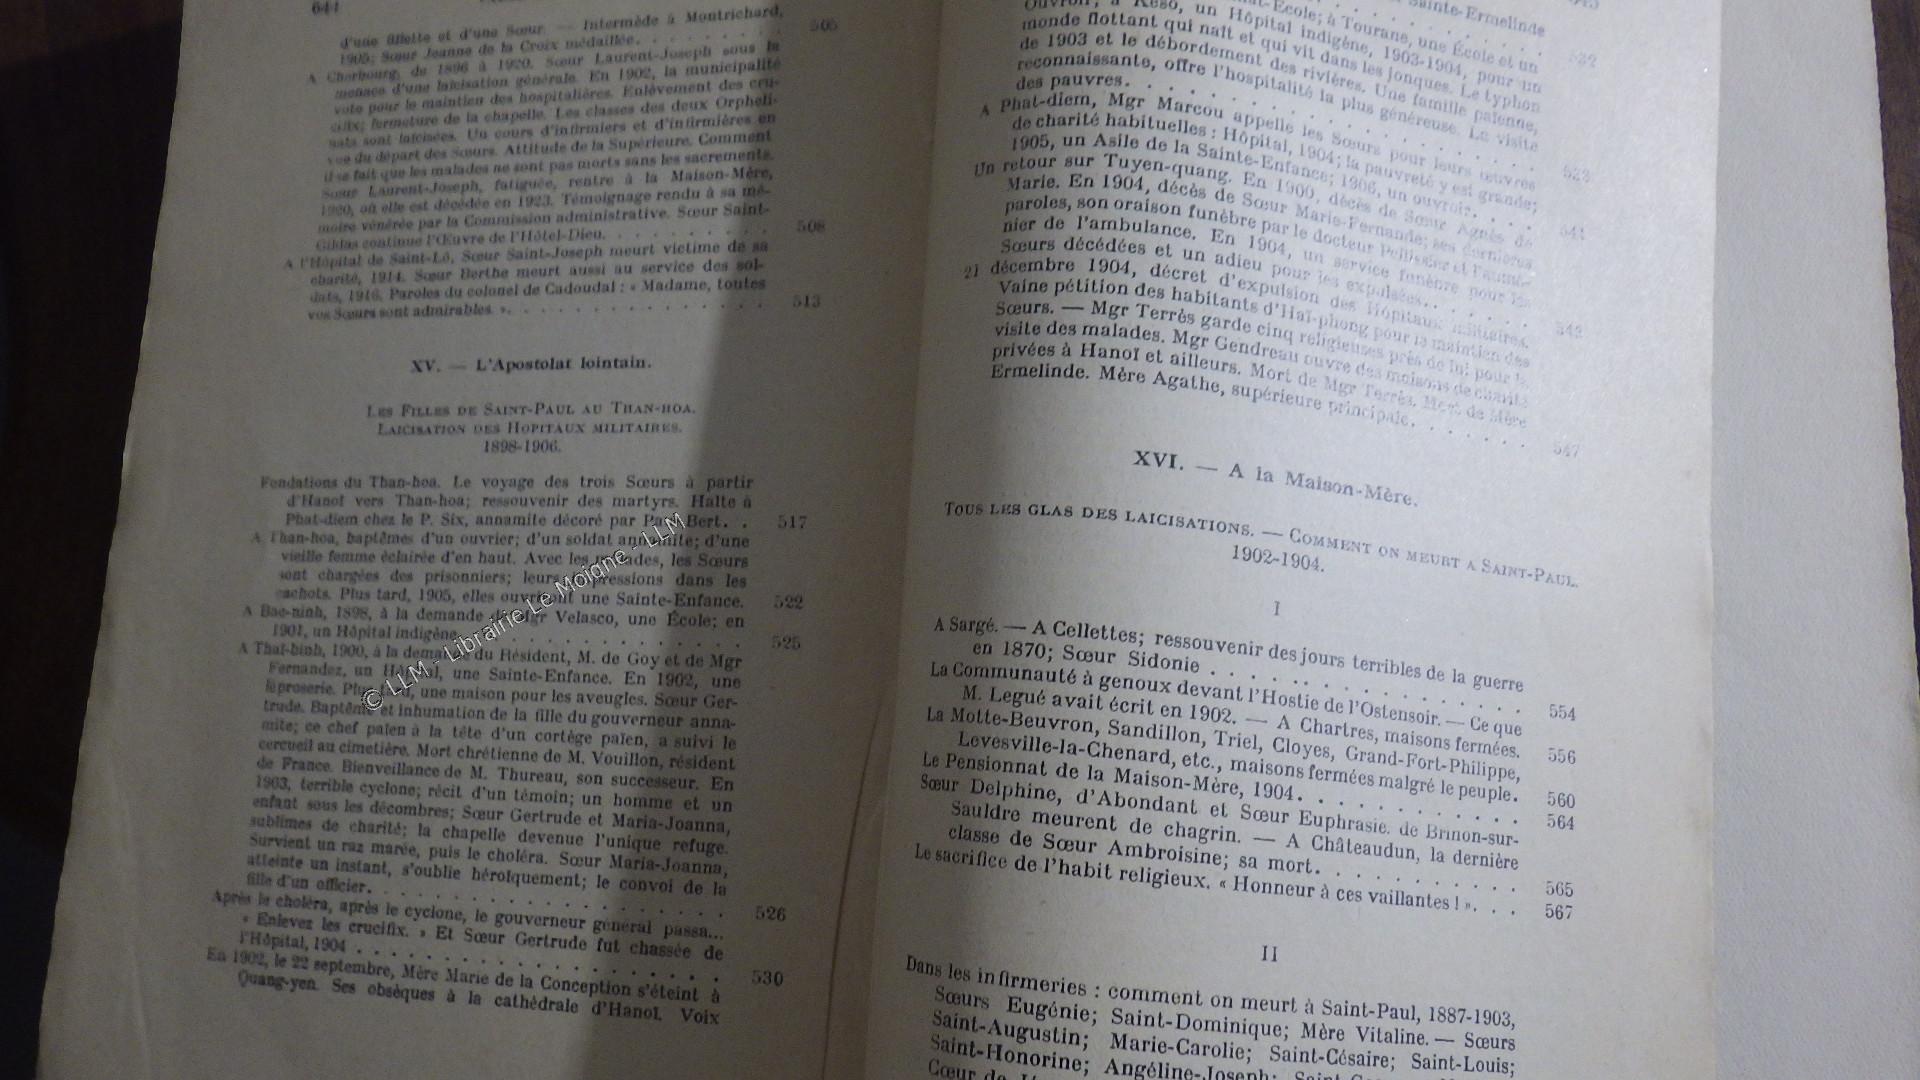 644
d'une fillette et d'une Sœur. — Intermède à Montrichard,
1905; Sœur Jeanne de la Croix médaillée. 505
A Cherbourg, de 1896 à 1920. Sœur Laurent-Joseph sous la
menace d'une laïcisation générale. En 1902, la municipalité
vote pour le maintien des hospitalières. Enlèvement des cru-
cifix; fermeture de la chapelle. Les classes des deux Orpheli-
nats sont laïcisées. Un cours d'infirmiers et d'infirmières en
vue du départ des Sœurs. Attitude de la Supérieure. Comment
il se fait que les malades ne sont pas morts sans les sacrements.
Sœur Laurent-Joseph, fatiguée, rentre à la Maison-Mère,
1920, où elle est décédée en 1923. Témoignage rendu à sa mé-
moire vénérée par la Commission administrative. Sœur Saint-
Gildas continue l'Œuvre de l'Hôtel-Dieu. 508
A l'Hôpital de Saint-Lô, Sœur Saint-Joseph meurt victime de sa
charité, 1914. Sœur Berthe meurt aussi au service des sol-
dats, 1916. Paroles du colonel de Cadoudal : « Madame, toutes
vos Sœurs sont admirables ». 513
XV. — L'Apostolat lointain.
LES FILLES DE SAINT-PAUL AU THAN-HOA.
LAICISATION DES HOPITAUX MILITAIRES.
1898-1906.
Fondations du Than-hoa. Le voyage des trois Sœurs à partir
d'Hanoï vers Than-hoa; ressouvenir des martyrs. Halte à
Phat-diem chez le P. Six, annamite décoré par Paul Bert. . 517
A Than-hoa, baptêmes d'un ouvrier; d'un soldat annamite; d'une
vieille femme éclairée d'en haut. Avec les malades, les Sœurs
sont chargées des prisonniers; leurs impressions dans les
cachots. Plus tard, 1905, elles ouvriront une Sainte-Enfance. 522
A Bac-ninh, 1898, à la demande de Mgr Velasco, une École; en
1901, un Hôpital indigène. 525
A Thaï-binh, 1900, à la demande du Résident, M. de Goy et de Mgr
Fernandez, un Hôpital, une Sainte-Enfance. En 1902, une
léproserie. Plus tard, une maison pour les aveugles. Sœur Ger-
trude. Baptême et inhumation de la fille du gouverneur anna-
mite; ce chef païen à la tête d'un cortège païen, a suivi le
cercueil au cimetière. Mort chrétienne de M. Vouillon, résident
de France. Bienveillance de M. Thureau, son successeur. En
1903, terrible cyclone; récit d'un témoin; un homme et un
enfant sous les décombres; Sœur Gertrude et Maria-Joanna,
sublimes de charité; la chapelle devenue l'unique refuge.
Survient un raz marée, puis le choléra. Sœur Maria-Joanna,
atteinte un instant, s'oublie héroïquement; le convoi de la
fille d'un officier. 526
Après le choléra, après le cyclone, le gouverneur général passa...
« Enlevez les crucifix. » Et Sœur Gertrude fut chassée de
l'Hôpital, 1904 530
En 1902, le 22 septembre, Mère Marie de la Conception s'éteint à
Quang-yen. Ses obsèques à la cathédrale d'Hanoï. Voix
Sainte-Ermelinde
École; à Tourane, une École et un 532
Ouvroir; à Késo, un Hôpital indigène, 1903-1904, pour un
monde flottant qui naît et qui vit dans les jonques. Le typhon
de 1903 et le débordement des rivières. Une famille païenne,
reconnaissante, offre l'hospitalité la plus généreuse. La visite
des pauvres.
A Phat-diem, Mgr Marcou appelle les Sœurs pour leurs œuvres
de charité habituelles : Hôpital, 1904; la pauvreté y est grande;
1905, un Asile de la Sainte-Enfance; 1906, un ouvroir. 541
Un retour sur Tuyen-quang. En 1900, décès de Sœur Agnès de
Marie. En 1904, décès de Sœur Marie-Fernande; ses dernières
paroles, son oraison funèbre par le docteur Pellissier et l'aumô-
nier de l'ambulance. En 1904, un service funèbre pour les
Sœurs décédées et un adieu pour les expulsées. 542
21 décembre 1904, décret d'expulsion des Hôpitaux militaires.
Vaine pétition des habitants d'Haï-phong pour le maintien des
Sœurs. — Mgr Terrès garde cinq religieuses près de lui pour la
visite des malades. Mgr Gendreau ouvre des maisons de charité
privées à Hanoï et ailleurs. Mort de Mgr Terrès. Mort de Mère
Ermelinde. Mère Agathe, supérieure principale. 547
XVI. — A la Maison-Mère.
TOUS LES GLAS DES LAICISATIONS. — COMMENT ON MEURT A SAINT-PAUL.
1902-1904.
I
A Sargé. — A Cellettes; ressouvenir des jours terribles de la guerre
en 1870; Sœur Sidonie 554
La Communauté à genoux devant l'Hostie de l'Ostensoir. — Ce que
M. Legué avait écrit en 1902. — A Chartres, maisons fermées. 556
La Motte-Beuvron, Sandillon, Triel, Cloyes, Grand-Fort-Philippe,
Levesville-la-Chenard, etc., maisons fermées malgré le peuple. 560
Le Pensionnat de la Maison-Mère, 1904. 564
Sœur Delphine, d'Abondant et Sœur Euphrasie. de Brinon-sur-
Sauldre meurent de chagrin. — A Châteaudun, la dernière
classe de Sœur Ambroisine; sa mort. 565
Le sacrifice de l'habit religieux. « Honneur à ces vaillantes ! ». 567
II
Dans les infirmeries : comment on meurt à Saint-Paul, 1887-1903,
Sœurs Eugénie; Saint-Dominique; Mère Vitaline. — Sœurs
Saint-Augustin; Marie-Carolie; Saint-Césaire; Saint-Louis;
Saint-Honorine; Angéline-Joseph;
Cœur de
© LLM - Librairie Le Moiane - LLM